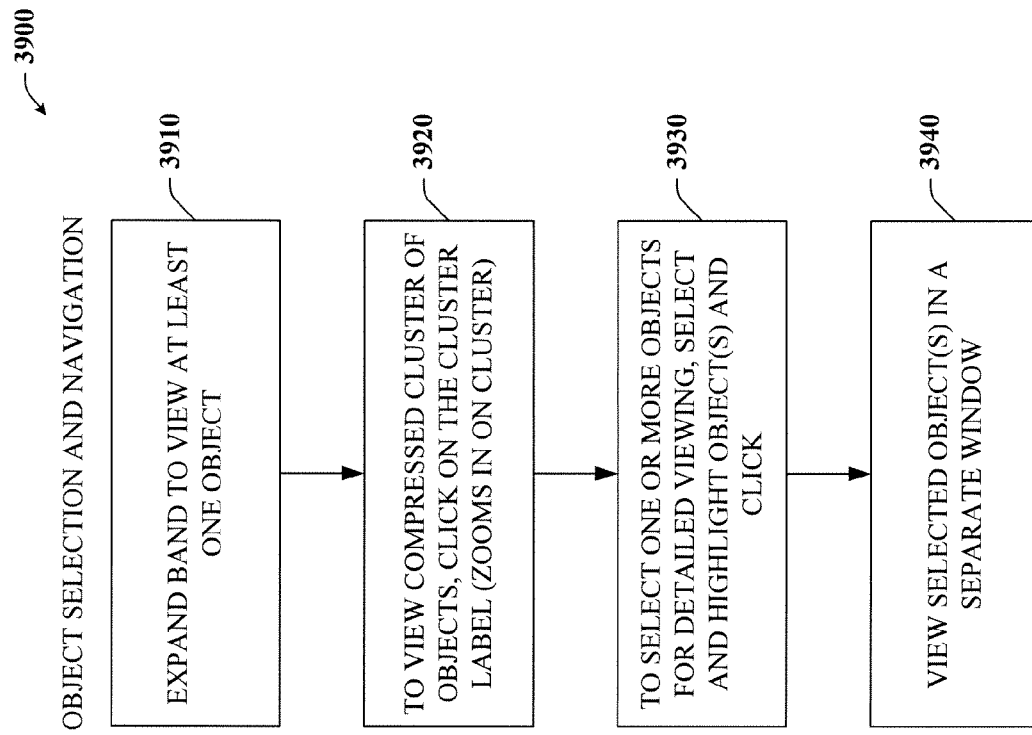 3900
OBJECT SELECTION AND NAVIGATION
3910
EXPAND BAND TO VIEW AT LEAST
ONE OBJECT
3920
TO VIEW COMPRESSED CLUSTER OF
OBJECTS, CLICK ON THE CLUSTER
LABEL (ZOOMS IN ON CLUSTER)
3930
TO SELECT ONE OR MORE OBJECTS
FOR DETAILED VIEWING, SELECT
AND HIGHLIGHT OBJECT(S) AND
CLICK
3940
VIEW SELECTED OBJECT(S) IN A
SEPARATE WINDOW